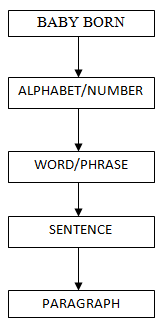 BABY BORN
ALPHABET/NUMBER
WORD/PHRASE
SENTENCE
PARAGRAPH